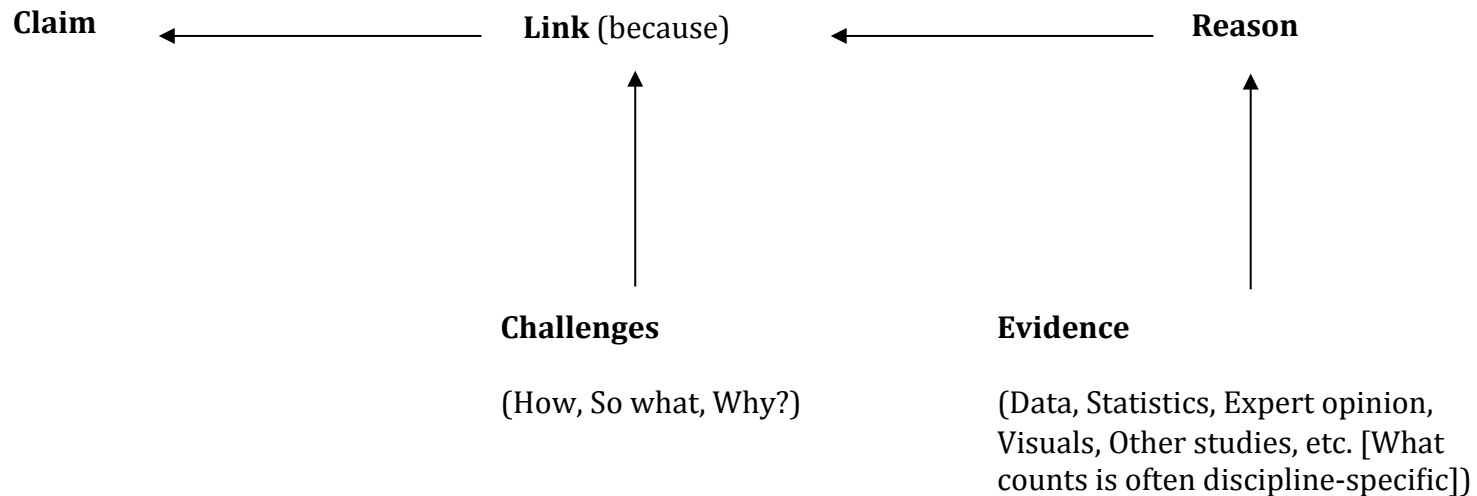 Claim
Link (because)
Reason
Challenges
(How, So what, Why?)
Evidence
(Data, Statistics, Expert opinion,
Visuals, Other studies, etc. [What
counts is often discipline-specific])